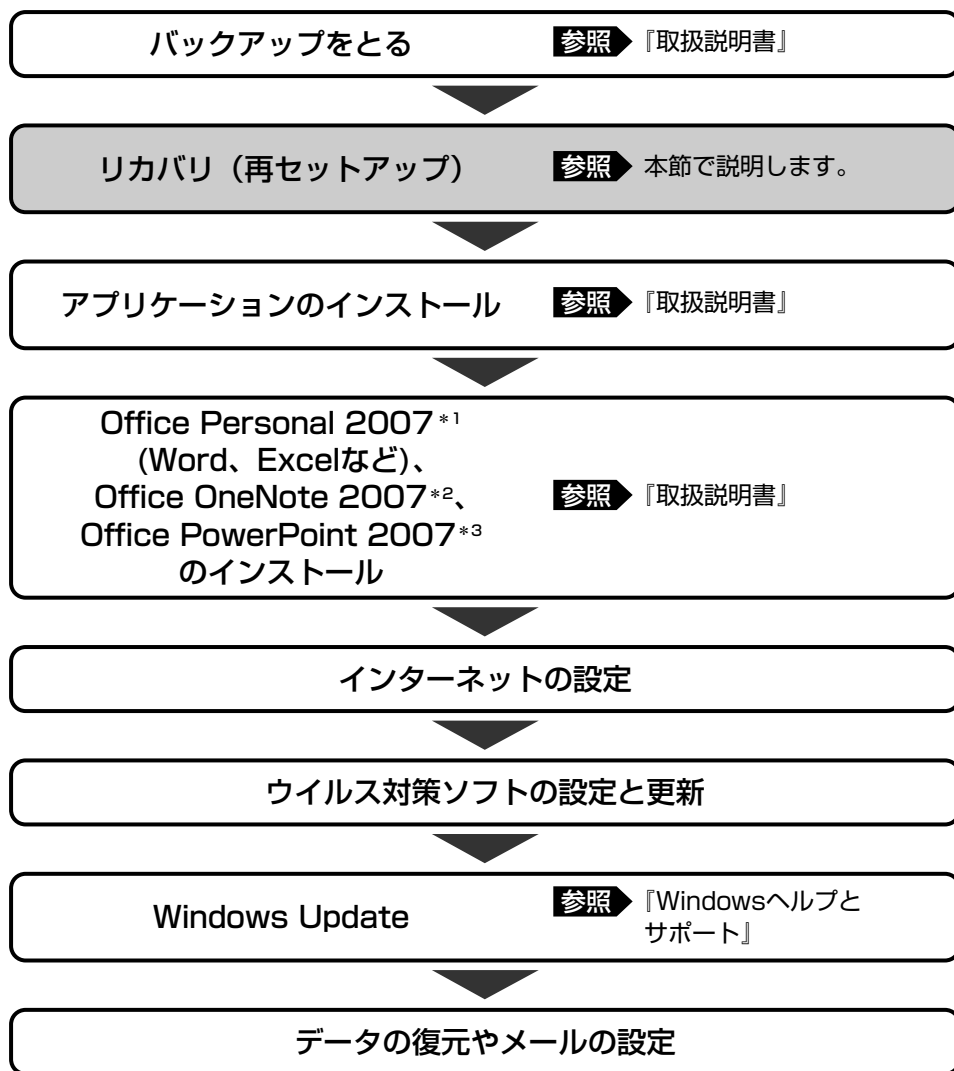 バックアップをとる 参照 『取扱説明書』
リカバリ（再セットアップ） 参照 本節で説明します。
アプリケーションのインストール 参照 『取扱説明書』
Office Personal 2007*1
(Word、Excelなど)、
Office OneNote 2007*2、 参照 『取扱説明書』
Office PowerPoint 2007*3
のインストール
インターネットの設定
ウイルス対策ソフトの設定と更新
Windows Update 参照 『Windowsヘルプと
サポート』
データの復元やメールの設定